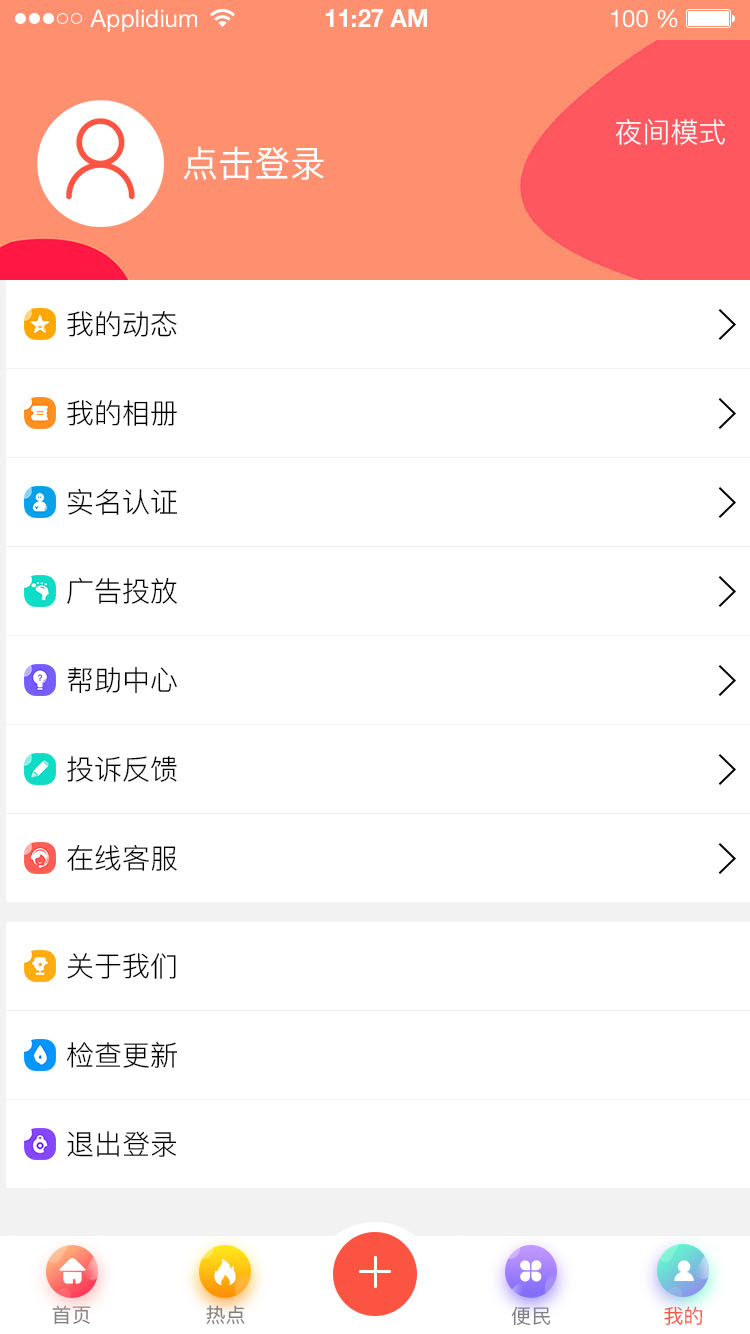 Applidium 11:27 AM 100 %
夜间模式
点击登录
我的动态
我的相册
实名认证
广告投放
帮助中心
投诉反馈
在线客服
关于我们
检查更新
退出登录
首页 热点 便民 我的